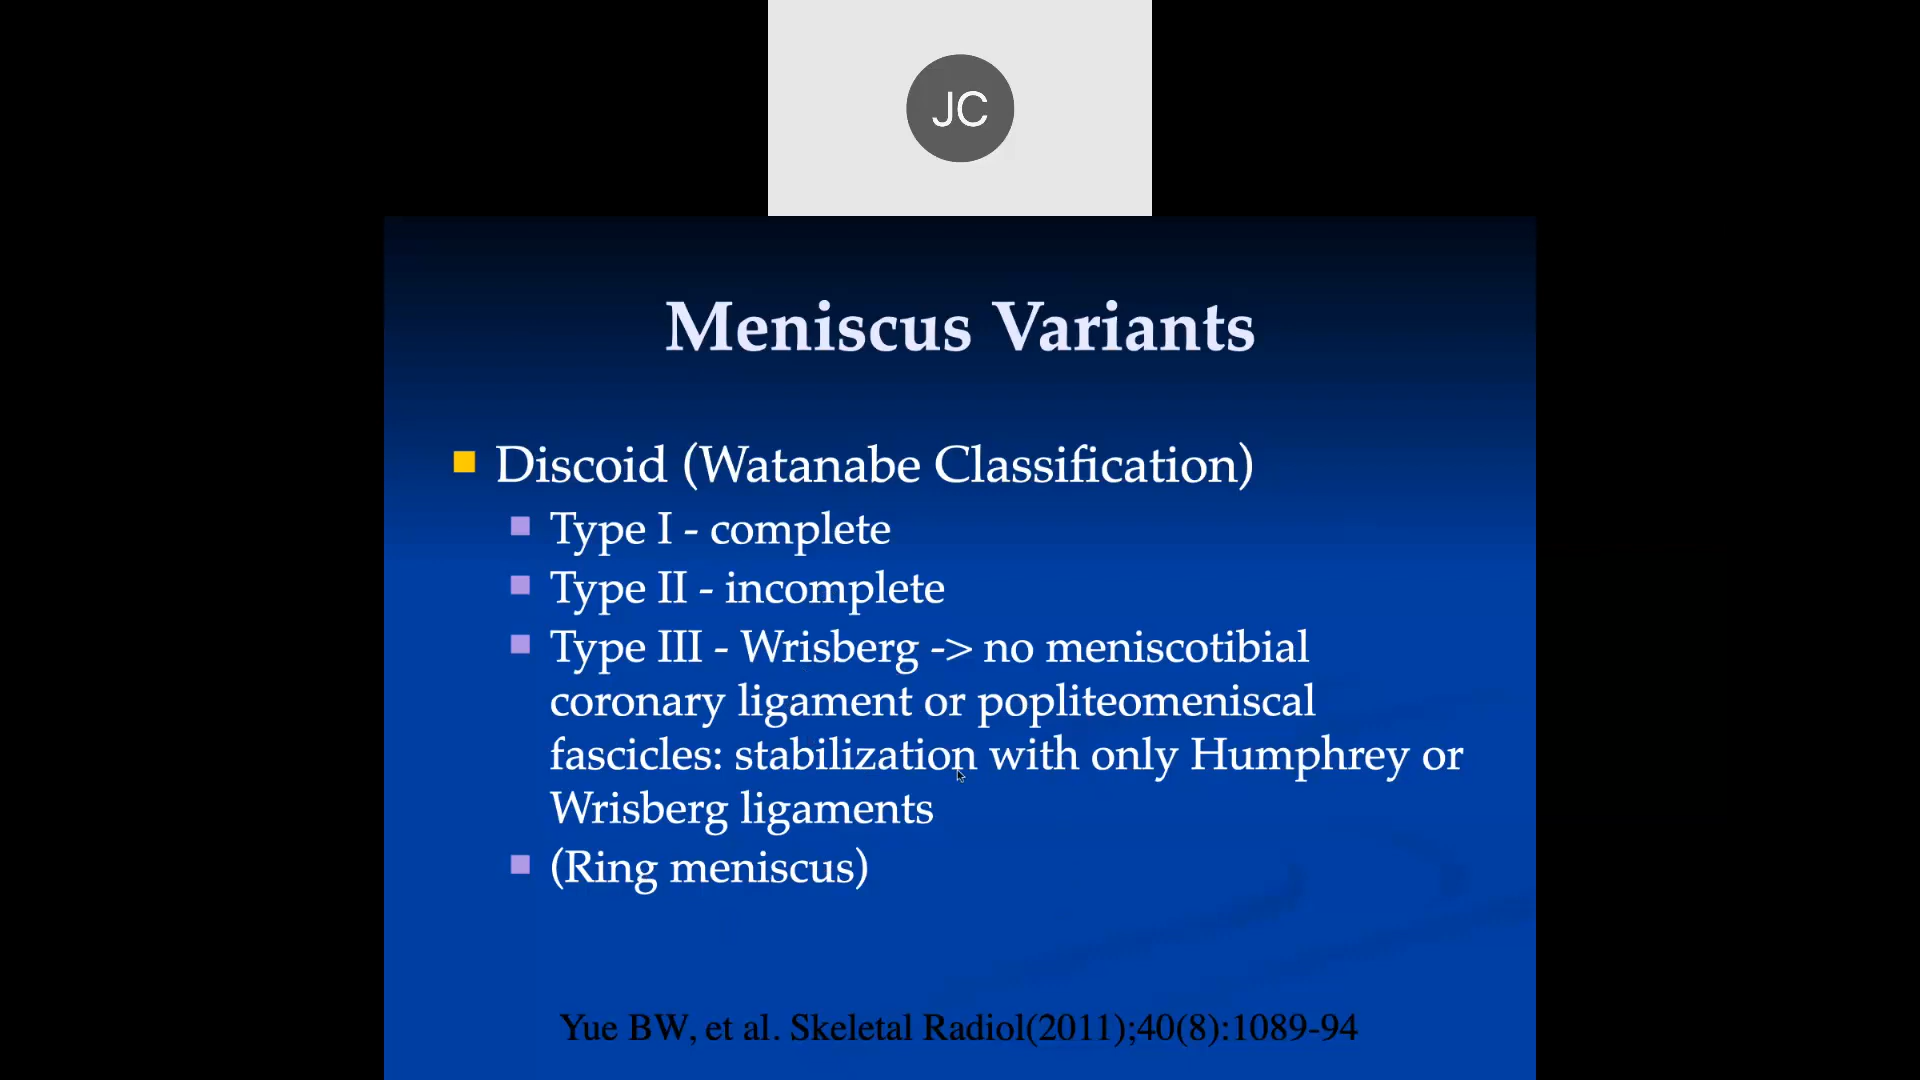 JC
Meniscus Variants
Discoid (Watanabe Classification)
Type I - complete
Type II - incomplete
Type III - Wrisberg -> no meniscotibial
coronary ligament or popliteomeniscal
fascicles: stabilization with only Humphrey or
Wrisberg ligaments
(Ring meniscus)
Yue BW, et al. Skeletal Radiol(2011);40(8):1089-94